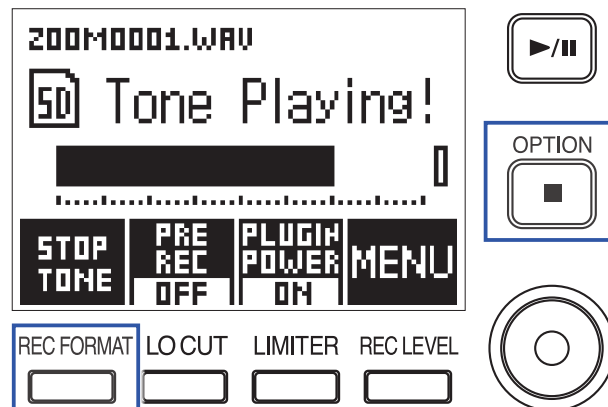 ZOOM0001.WAV
SD Tone Playing!
STOP TONE
PRE REC OFF
PLUGIN POWER ON
MENU
REC FORMAT LO CUT LIMITER REC LEVEL
OPTION